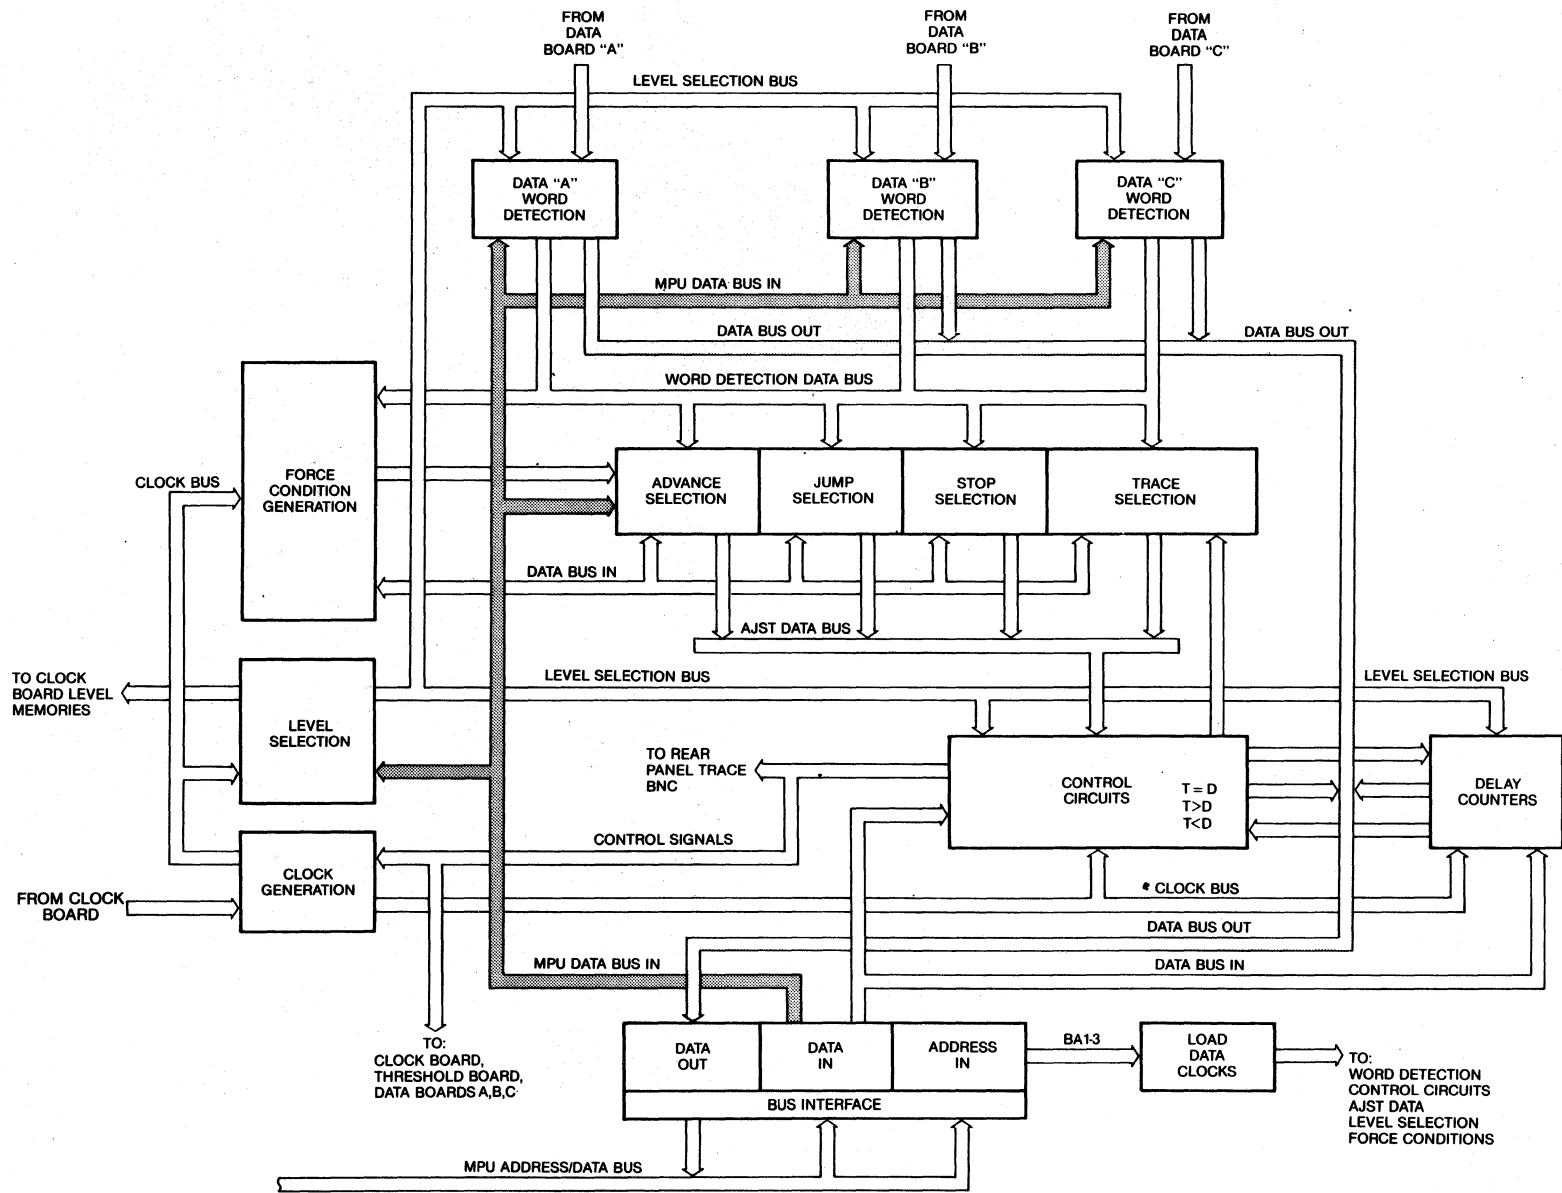 FROM
DATA
BOARD "A"
FROM
DATA
BOARD "B"
FROM
DATA
BOARD "C"
LEVEL SELECTION BUS
DATA "A"
WORD
DETECTION
DATA "B"
WORD
DETECTION
DATA "C"
WORD
DETECTION
MPU DATA BUS IN
DATA BUS OUT
DATA BUS OUT
WORD DETECTION DATA BUS
CLOCK BUS
FORCE
CONDITION
GENERATION
ADVANCE
SELECTION
JUMP
SELECTION
STOP
SELECTION
TRACE
SELECTION
DATA BUS IN
AJST DATA BUS
TO CLOCK
BOARD LEVEL
MEMORIES
LEVEL SELECTION BUS
LEVEL SELECTION BUS
LEVEL
SELECTION
TO REAR
PANEL TRACE
BNC
CONTROL
CIRCUITS
T = D
T>D
T<D
DELAY
COUNTERS
CONTROL SIGNALS
CLOCK
GENERATION
FROM CLOCK
BOARD
CLOCK BUS
DATA BUS OUT
MPU DATA BUS IN
DATA BUS IN
TO:
CLOCK BOARD,
THRESHOLD BOARD,
DATA BOARDS A,B,C
DATA
OUT
DATA
IN
ADDRESS
IN
BUS INTERFACE
BA1-3
LOAD
DATA
CLOCKS
TO:
WORD DETECTION
CONTROL CIRCUITS
AJST DATA
LEVEL SELECTION
FORCE CONDITIONS
MPU ADDRESS/DATA BUS